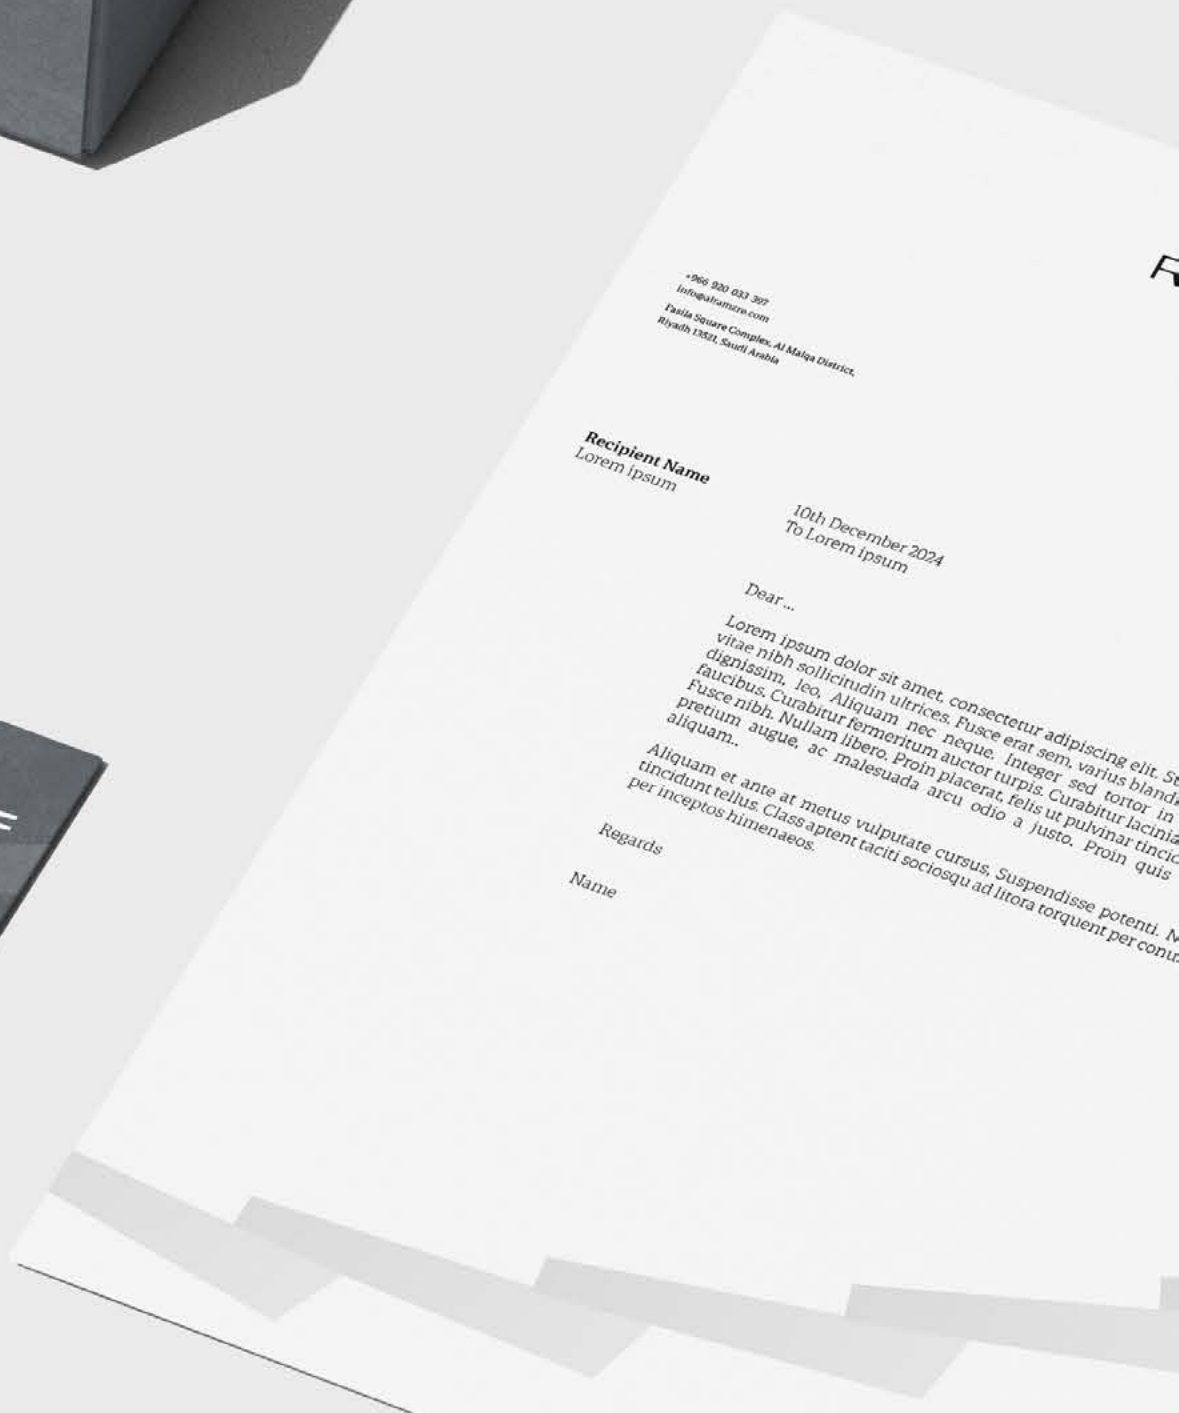 +966 920 033 397
Fasila Square Complex, Al Malqa District,
Riyadh 13521, Saudi Arabia
Recipient Name
Lorem ipsum
10th December 2024
To Lorem ipsum
Dear ...
Lorem ipsum dolor sit amet, consectetur adipiscing elit.
vitae nibh sollicitudin ultrices. Fusce erat sem, varius
dignissim, leo, Aliquam nec neque. Integer sed tortor in
faucibus. Curabitur fermeritum auctor turpis. Curabitur
Fusce nibh. Nullam libero. Proin placerat, felis ut pulvinar
pretium augue, ac malesuada arcu odio a justo. Proin quis
aliquam..
Aliquam et ante at metus vulputate cursus, Suspendisse potenti.
tincidunt tellus. Class aptent taciti sociosqu ad litora torquent per
per inceptos himenaeos.
Regards
Name